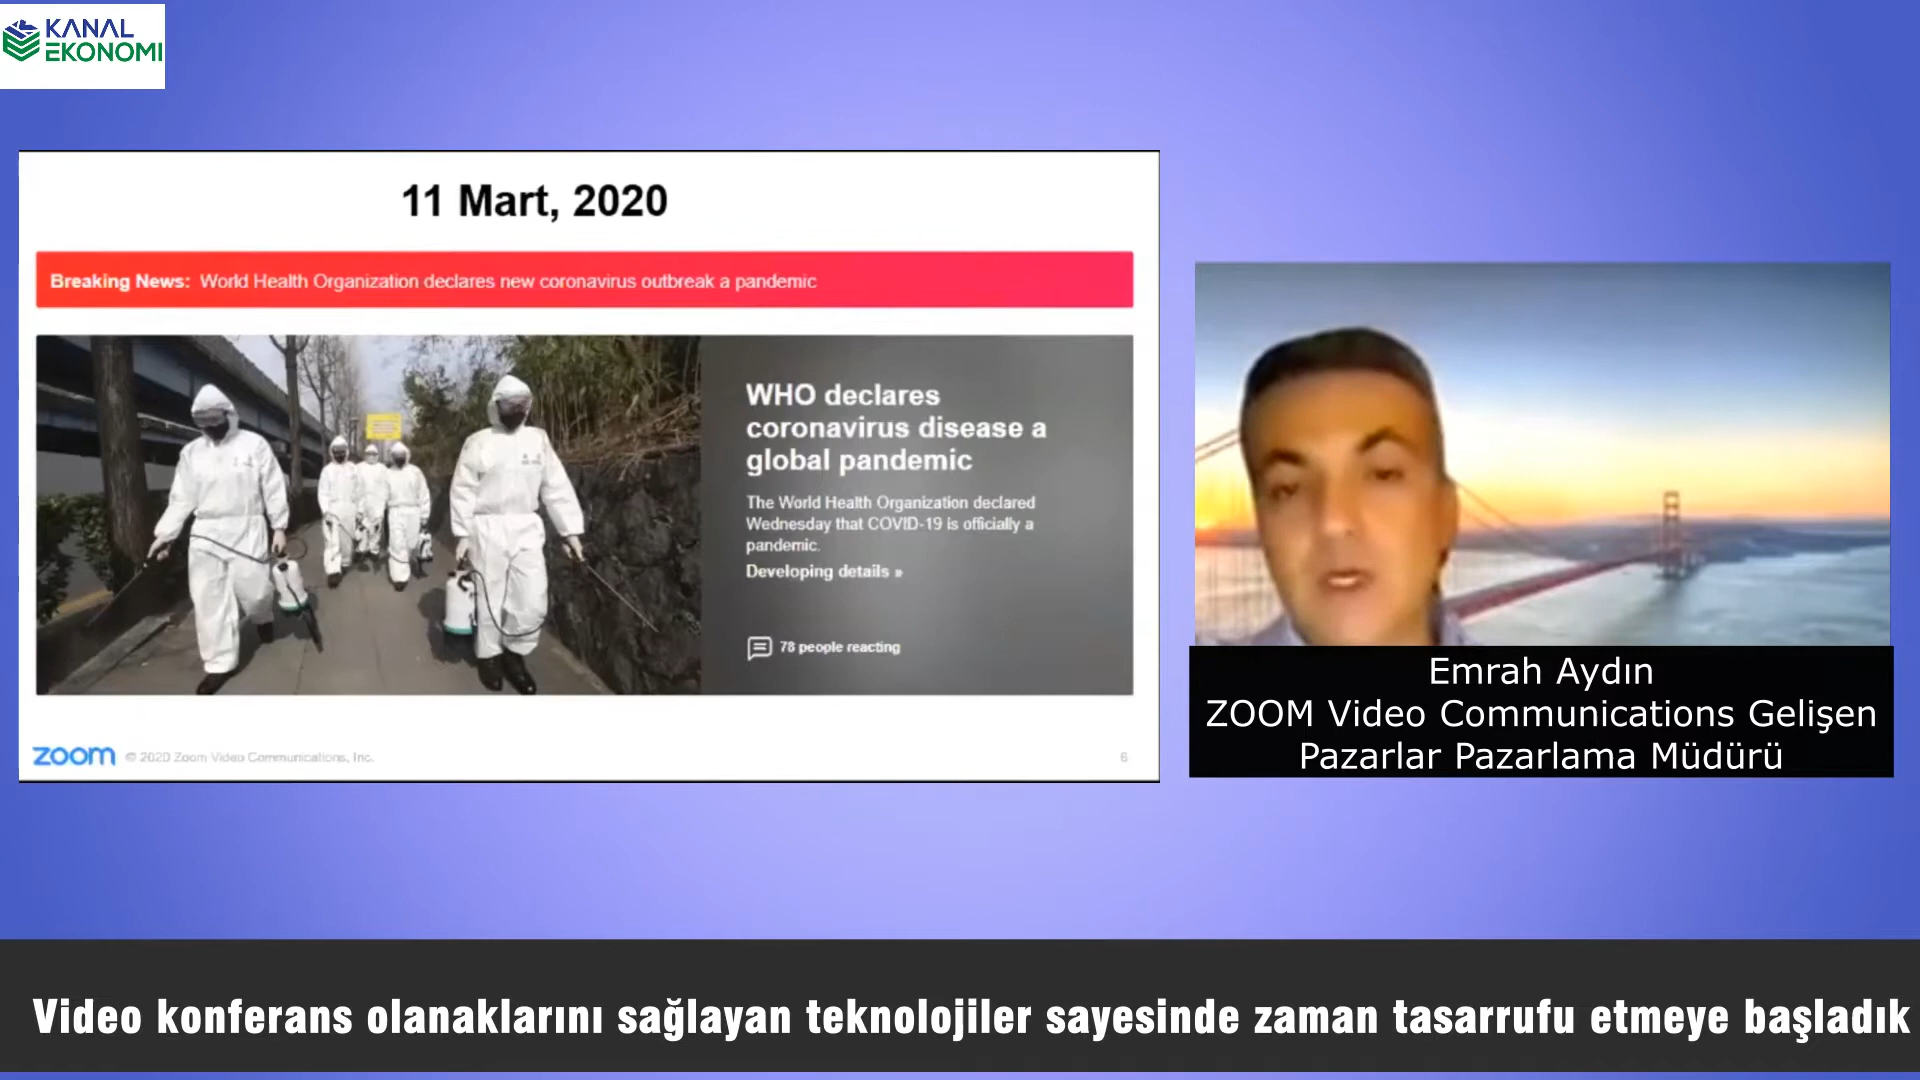 KANAL
EKONOMI
11 Mart, 2020
Breaking News: World Health Organization declares new coronavirus outbreak a pandemic
WHO declares
coronavirus disease a
global pandemic
The World Health Organization declared
Wednesday that COVID-19 is officially a
pandemic.
Developing details »
78 people reacting
zoom © 2020 Zoom Video Communications, Inc.
6
Emrah Aydın
ZOOM Video Communications Gelişen
Pazarlar Pazarlama Müdürü
Video konferans olanaklarını sağlayan teknolojiler sayesinde zaman tasarrufu etmeye başladık